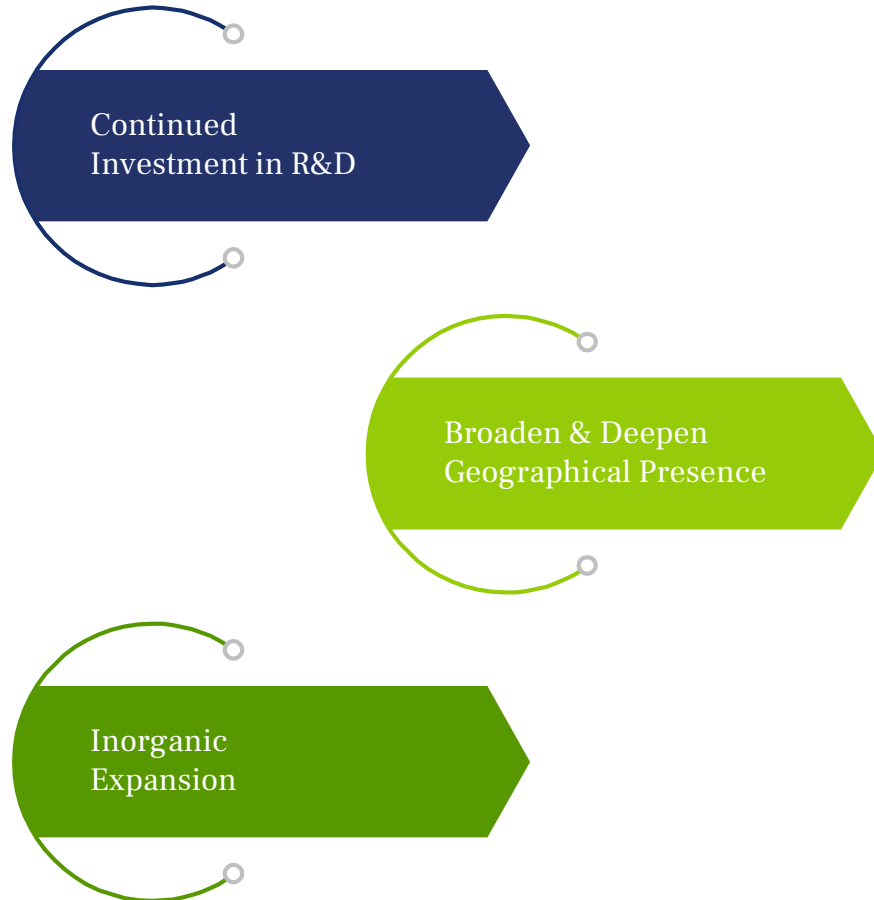 Continued
Investment in R&D
Broaden & Deepen
Geographical Presence
Inorganic
Expansion